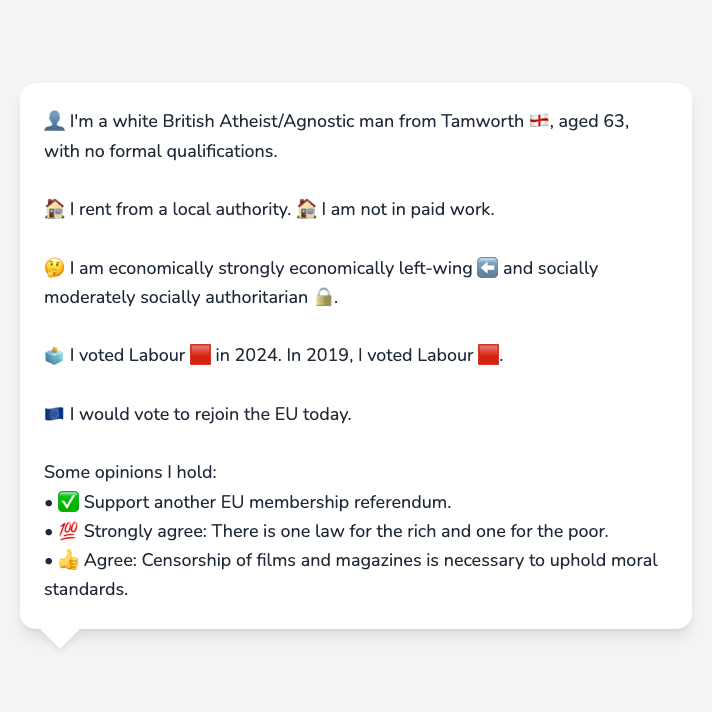 👤 I'm a white British Atheist/Agnostic man from Tamworth 🏴󠁧󠁢󠁥󠁮󠁧󠁿, aged 63,
with no formal qualifications.
🏠 I rent from a local authority. 🏠 I am not in paid work.
🤔 I am economically strongly economically left-wing ⬅️ and socially
moderately socially authoritarian 🔒.
🗳️ I voted Labour 🟥 in 2024. In 2019, I voted Labour 🟥.
🇪🇺 I would vote to rejoin the EU today.
Some opinions I hold:
• ✅ Support another EU membership referendum.
• 💯 Strongly agree: There is one law for the rich and one for the poor.
• 👍 Agree: Censorship of films and magazines is necessary to uphold moral
standards.